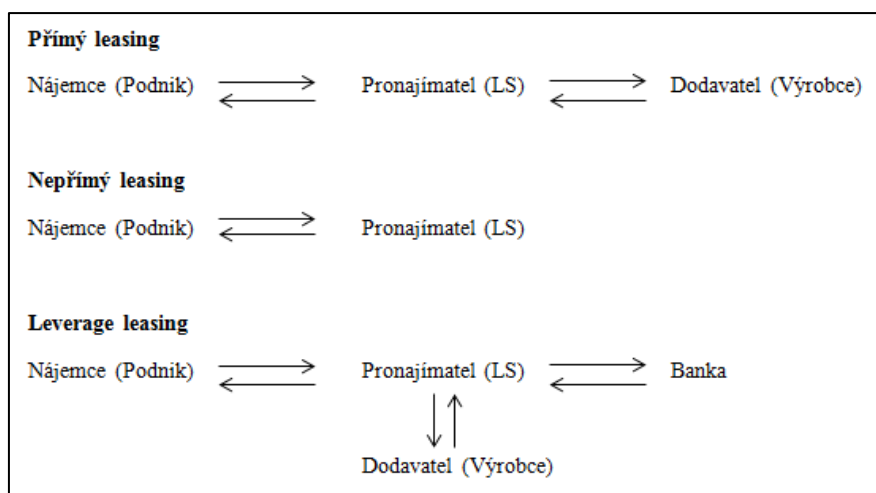 Přímý leasing
Nájemce (Podnik) Pronajímatel (LS) Dodavatel (Výrobce)
Nepřímý leasing
Nájemce (Podnik) Pronajímatel (LS)
Leverage leasing
Nájemce (Podnik) Pronajímatel (LS) Banka
Dodavatel (Výrobce)